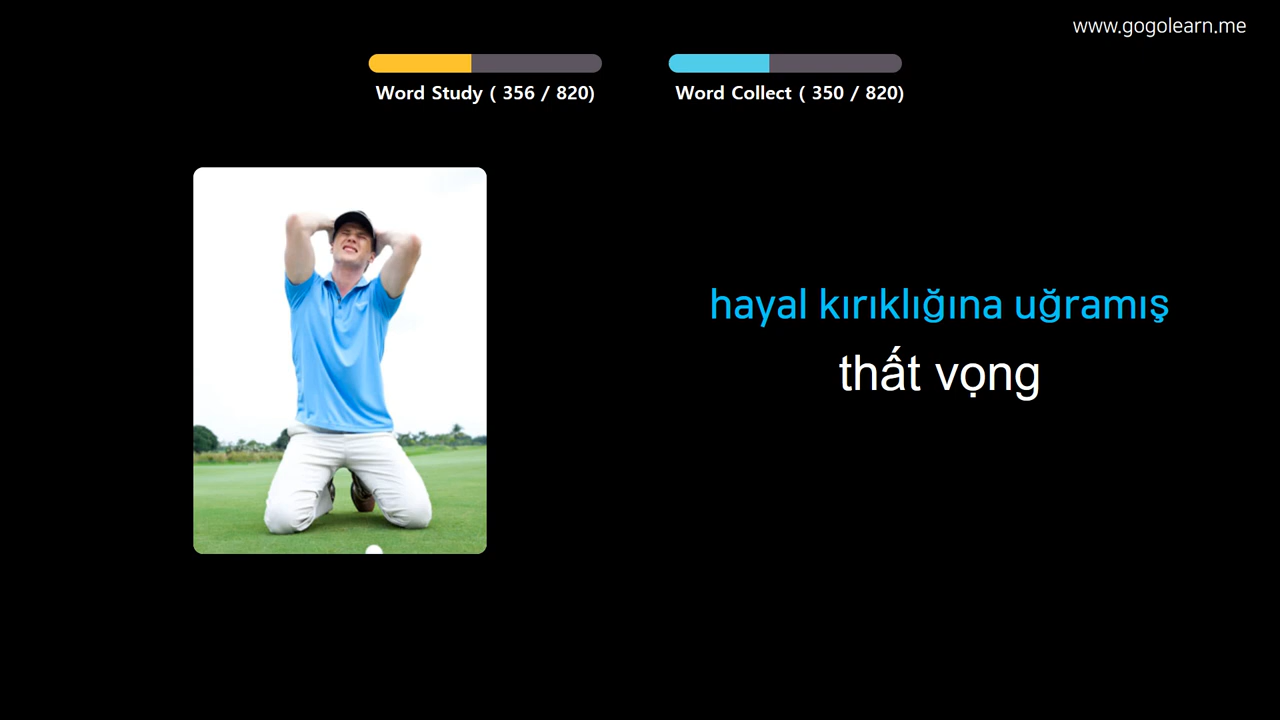 www.gogolearn.me
Word Study ( 356 / 820)
Word Collect ( 350 / 820)
hayal kırıklığına uğramış
thất vọng